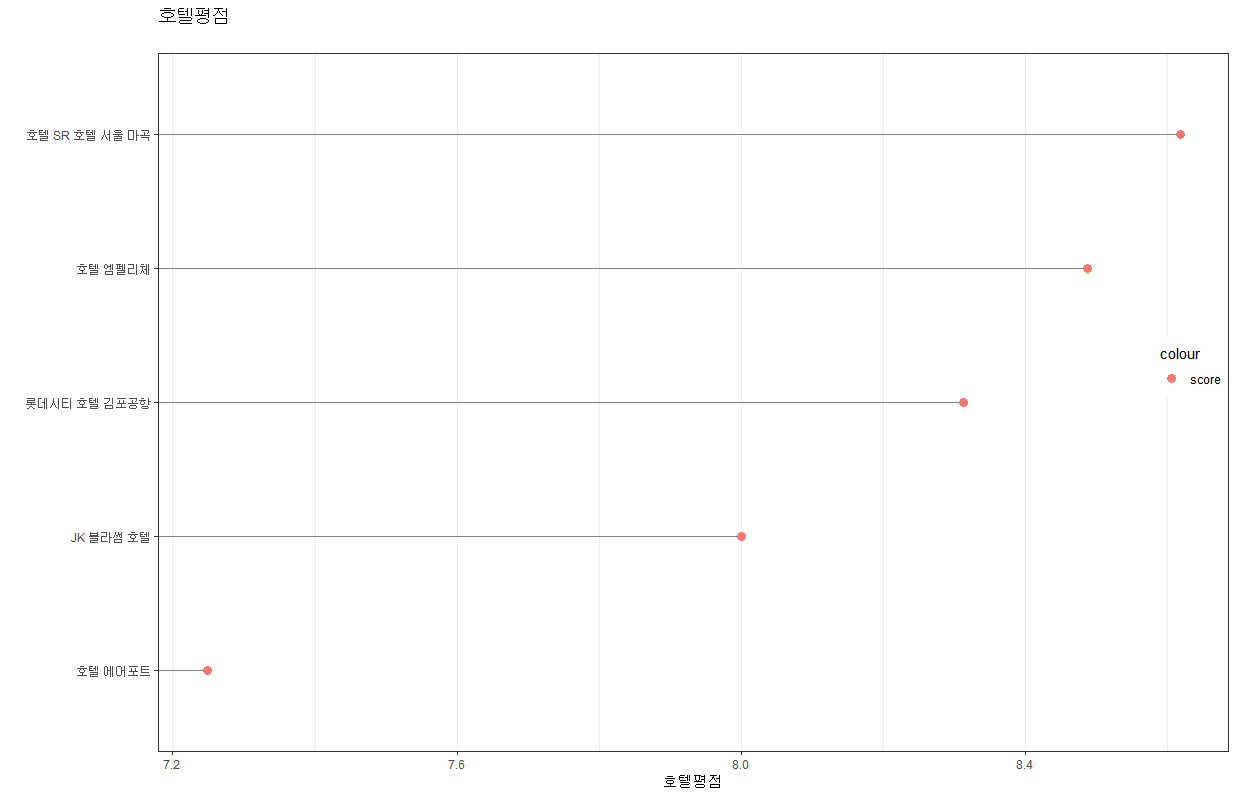 호텔평점
호텔 SR 호텔 서울 마곡
호텔 엠펠리체
롯데시티 호텔 김포공항
JK 블라썸 호텔
호텔 에어포트
colour
score
7.2 7.6 8.0 8.4
호텔평점